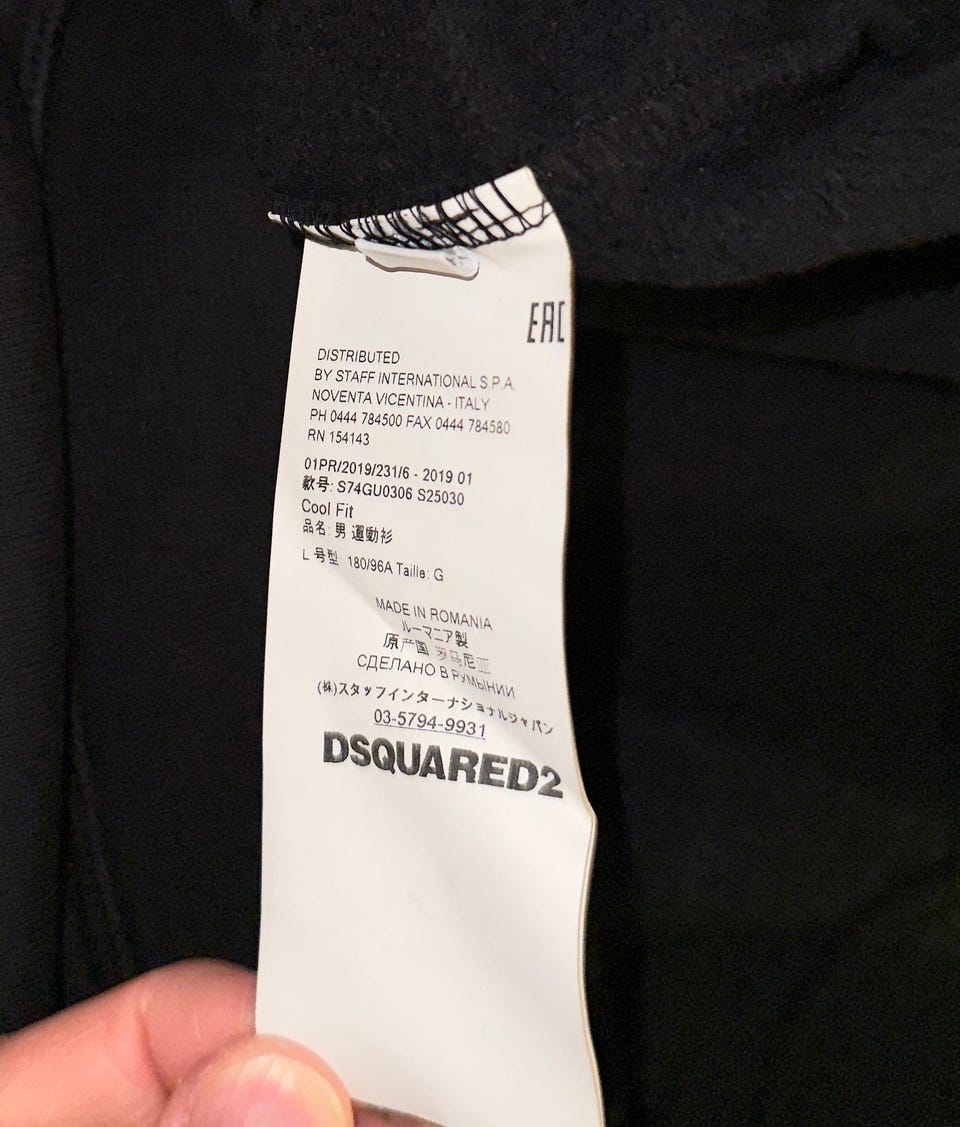 EAC
DISTRIBUTED
BY STAFF INTERNATIONAL S.P.A.
NOVENTA VICENTINA - ITALY
PH 0444 784500 FAX 0444 784580
RN 154143
01PR/2019/231/6 - 2019 01
款号: S74GU0306 S25030
Cool Fit
品名: 男 運動衫
L 号型: 180/96A Taille: G
MADE IN ROMANIA
ルーマニア製
原产国 罗马尼亚
СДЕЛАНО В РУМЫНИИ
(株)スタッフインターナショナルジャパン
03-5794-9931
DSQUARED2